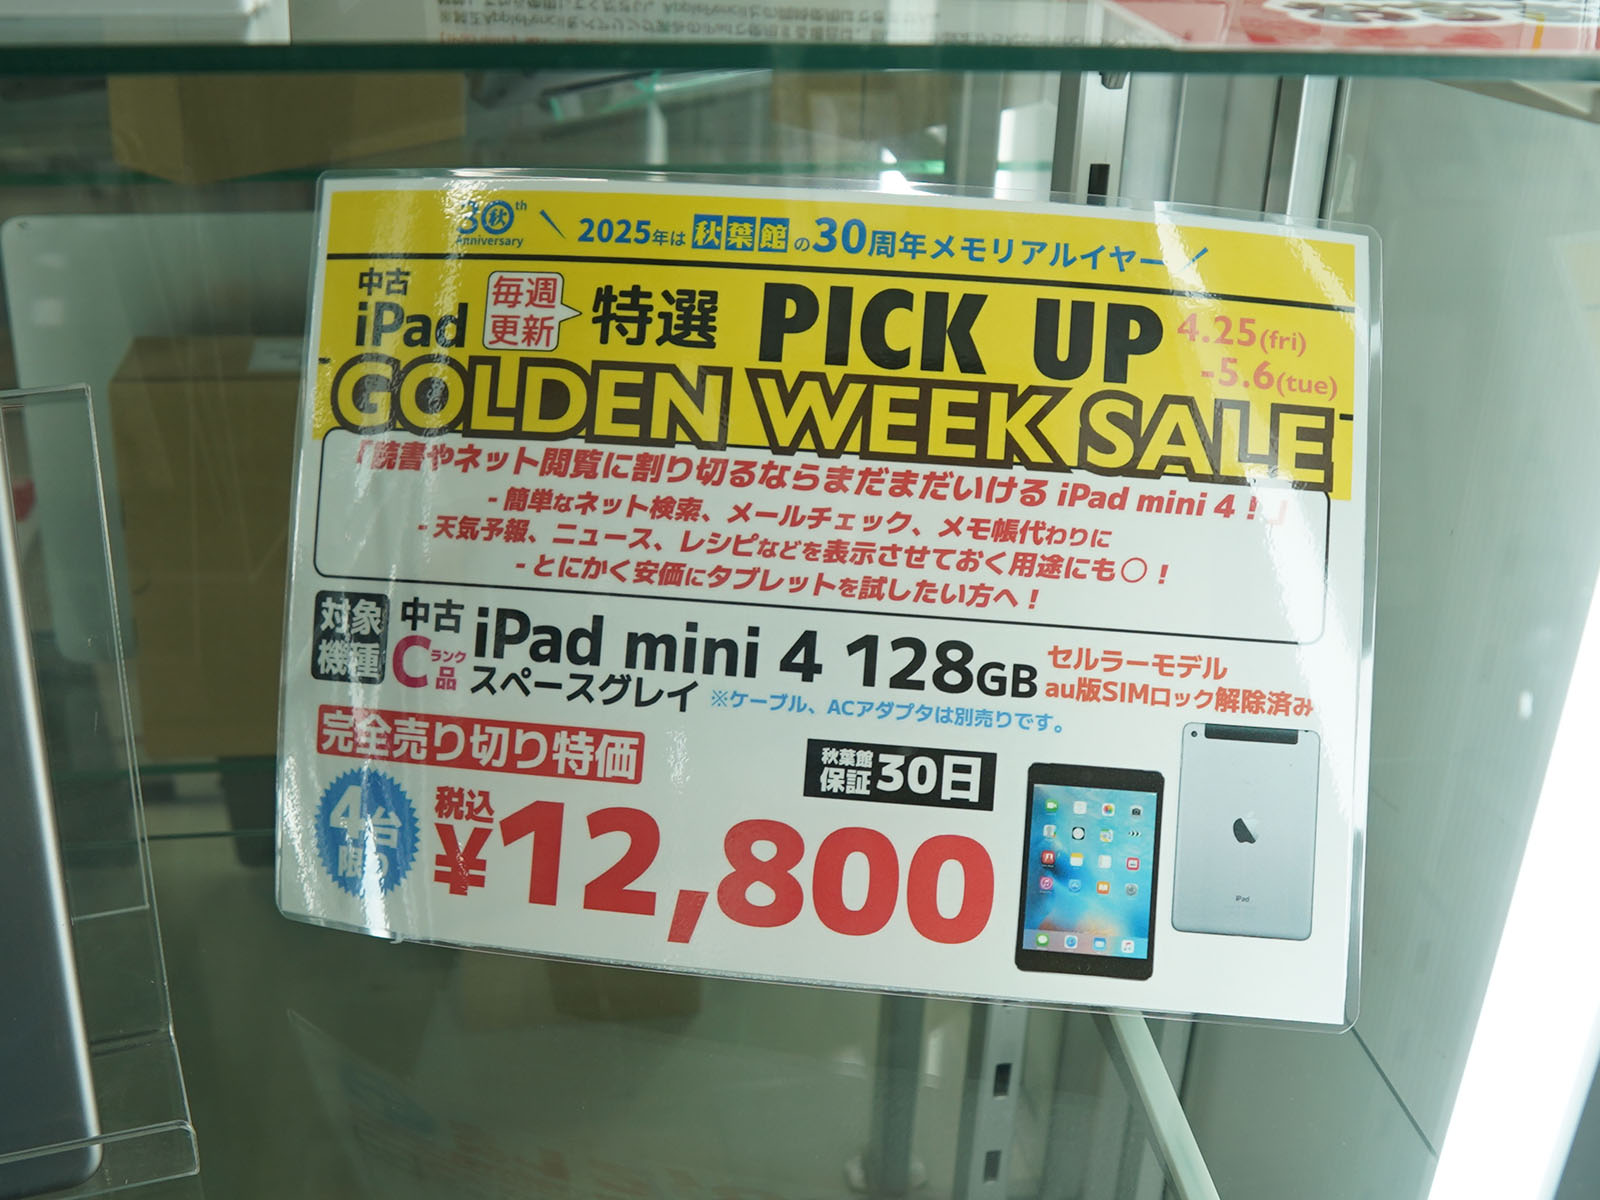 30th
Anniversary
2025年は 秋葉館 の30周年メモリアルイヤー
中古
iPad
毎週
更新
特選 PICK UP
4.25(fri)
-5.6(tue)
GOLDEN WEEK SALE
「読書やネット閲覧に割り切るならまだまだいける iPad mini 4！」
- 簡単なネット検索、メールチェック、メモ帳代わりに
- 天気予報、ニュース、レシピなどを表示させておく用途にも○！
- とにかく安価にタブレットを試したい方へ！
対象
機種
中古
Cランク品
iPad mini 4 128GB
スペースグレイ
セルラーモデル
au版SIMロック解除済み
※ケーブル、ACアダプタは別売りです。
完全売り切り特価
秋葉館
保証 30日
4台
限り
税込
¥12,800
iPad